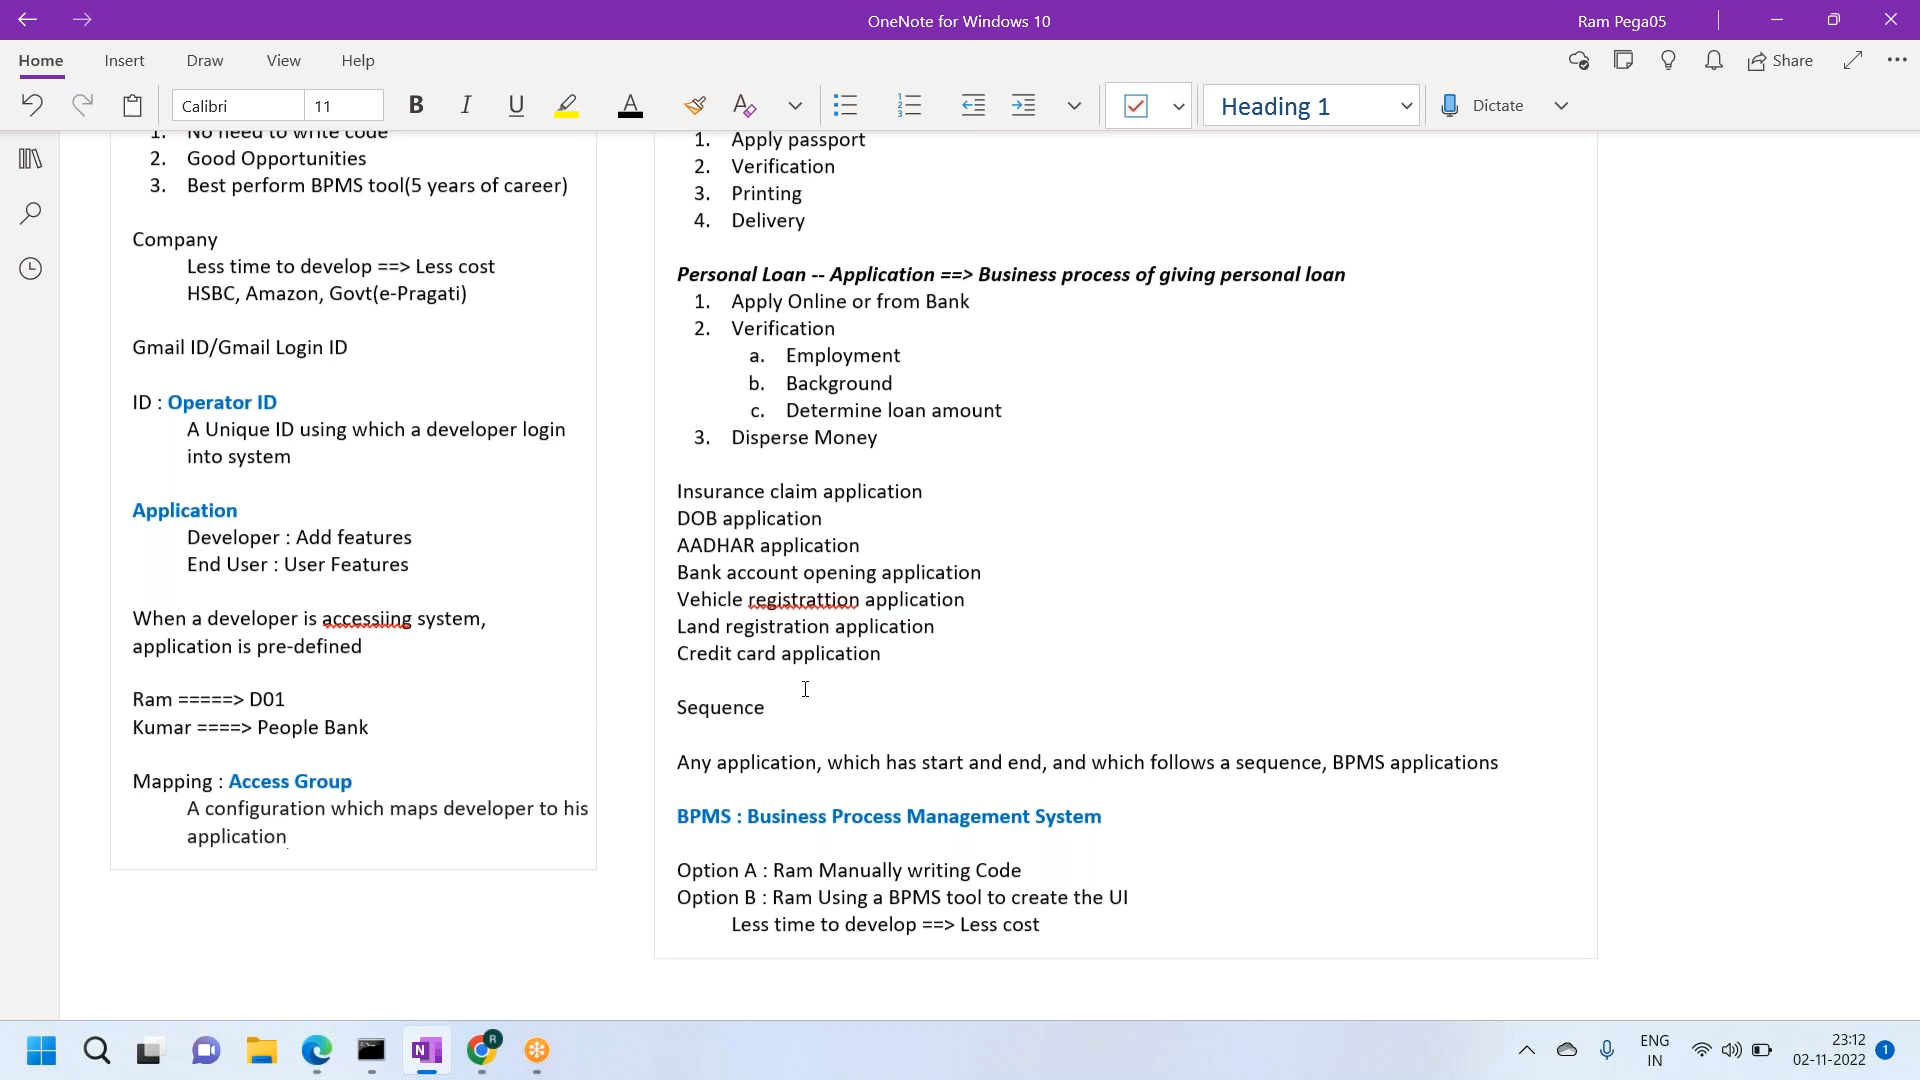 OneNote for Windows 10
Ram Pega05
Home
Insert
Draw
View
Help
Share
Calibri
11
B
I
U
A
Heading 1
Dictate
1. No need to write code
2. Good Opportunities
3. Best perform BPMS tool(5 years of career)
Company
Less time to develop ==> Less cost
HSBC, Amazon, Govt(e-Pragati)
Gmail ID/Gmail Login ID
ID : Operator ID
A Unique ID using which a developer login
into system
Application
Developer : Add features
End User : User Features
When a developer is accessiing system,
application is pre-defined
Ram =====> D01
Kumar ====> People Bank
Mapping : Access Group
A configuration which maps developer to his
application
1. Apply passport
2. Verification
3. Printing
4. Delivery
Personal Loan -- Application ==> Business process of giving personal loan
1. Apply Online or from Bank
2. Verification
a. Employment
b. Background
c. Determine loan amount
3. Disperse Money
Insurance claim application
DOB application
AADHAR application
Bank account opening application
Vehicle registrattion application
Land registration application
Credit card application
Sequence
Any application, which has start and end, and which follows a sequence, BPMS applications
BPMS : Business Process Management System
Option A : Ram Manually writing Code
Option B : Ram Using a BPMS tool to create the UI
Less time to develop ==> Less cost
R
N
ENG
IN
23:12
02-11-2022
1